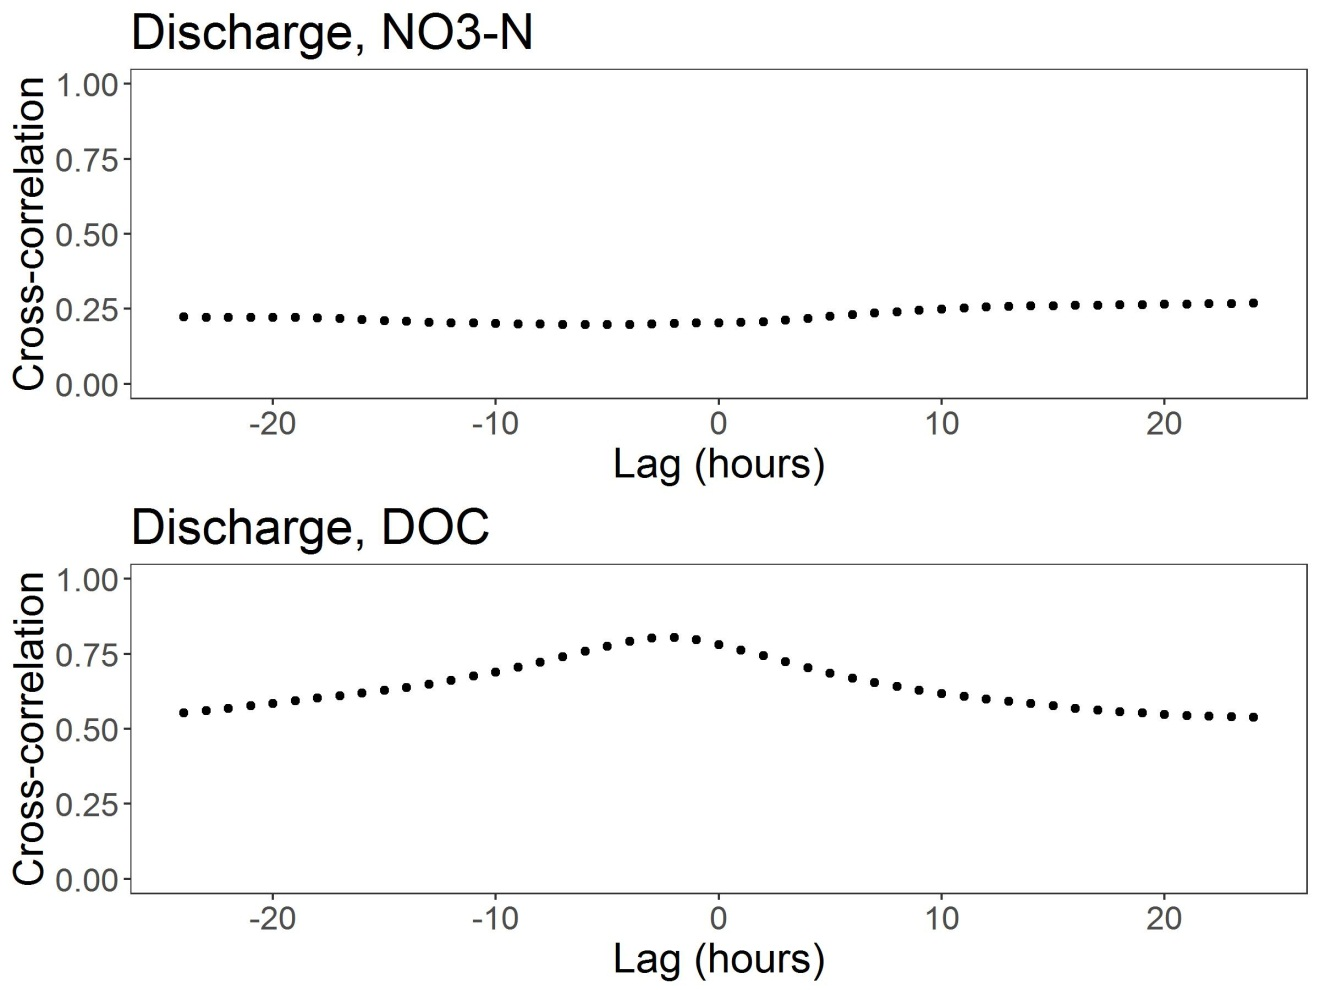 Discharge, NO3-N
Cross-correlation
1.00
0.75
0.50
0.25
0.00
-20 -10 0 10 20
Lag (hours)
Discharge, DOC
Cross-correlation
1.00
0.75
0.50
0.25
0.00
-20 -10 0 10 20
Lag (hours)